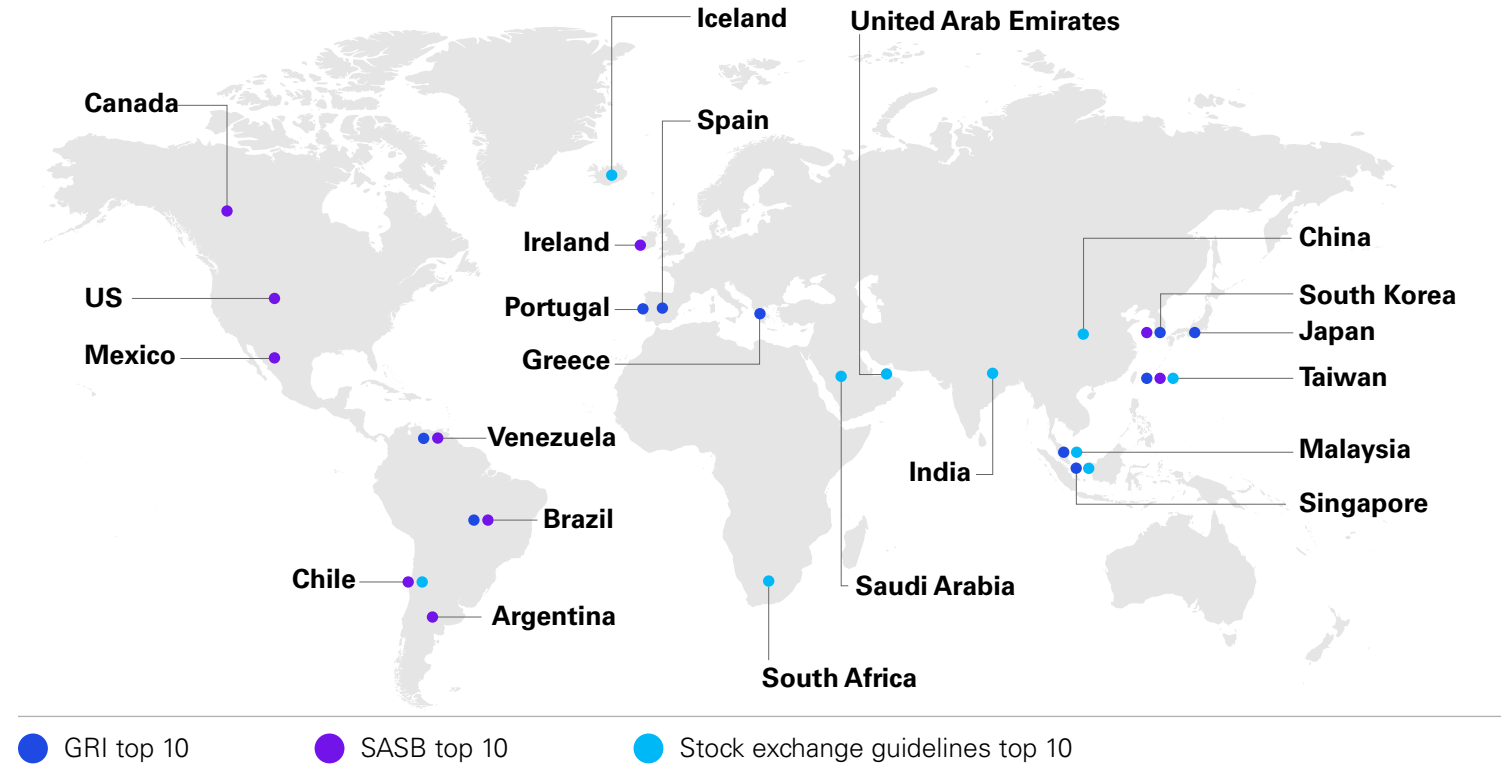 Iceland
United Arab Emirates
Canada
Spain
Ireland
China
US
Portugal
South Korea
Mexico
Greece
Japan
Taiwan
Venezuela
India
Malaysia
Singapore
Brazil
Chile
Saudi Arabia
Argentina
South Africa
GRI top 10
SASB top 10
Stock exchange guidelines top 10